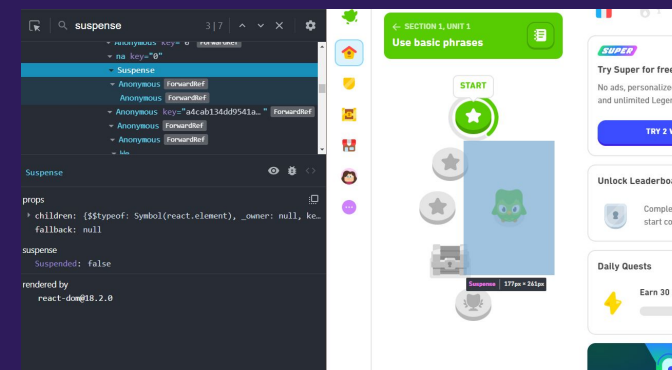 suspense
3|7
Anonymous key="0" ForwardRef
na key="0"
Suspense
Anonymous ForwardRef
Anonymous ForwardRef
Anonymous key="a4cab134dd9541a…" ForwardRef
Anonymous ForwardRef
Anonymous ForwardRef
Suspense
props
children: {$$typeof: Symbol(react.element), _owner: null, ke…
fallback: null
suspense
Suspended: false
rendered by
react-dom@18.2.0
← SECTION 1, UNIT 1
Use basic phrases
START
Suspense | 177px × 261px
SUPER
Try Super for free
No ads, personalize
and unlimited Legen
TRY 2 W
Unlock Leaderboa
Comple
start co
Daily Quests
Earn 30